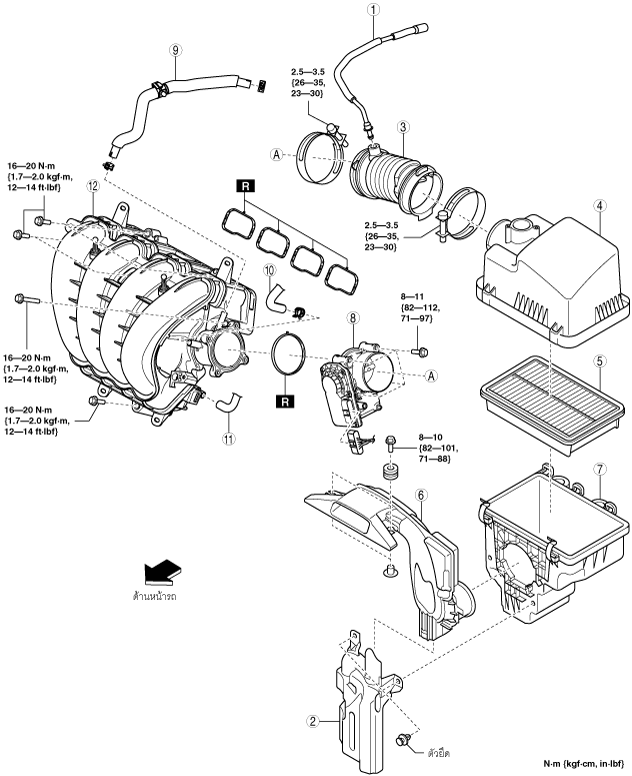 1
9
2.5—3.5
{26—35,
23—30}
3
A
16—20 N·m
{1.7—2.0 kgf·m,
12—14 ft·lbf}
12
R
2.5—3.5
{26—35,
23—30}
4
10
8
8—11
{82—112,
71—97}
16—20 N·m
{1.7—2.0 kgf·m,
12—14 ft·lbf}
5
A
R
16—20 N·m
{1.7—2.0 kgf·m,
12—14 ft·lbf}
11
8—10
{82—101,
71—88}
7
6
ด้านหน้ารถ
2
ตัวยึด
N·m {kgf·cm, in·lbf}